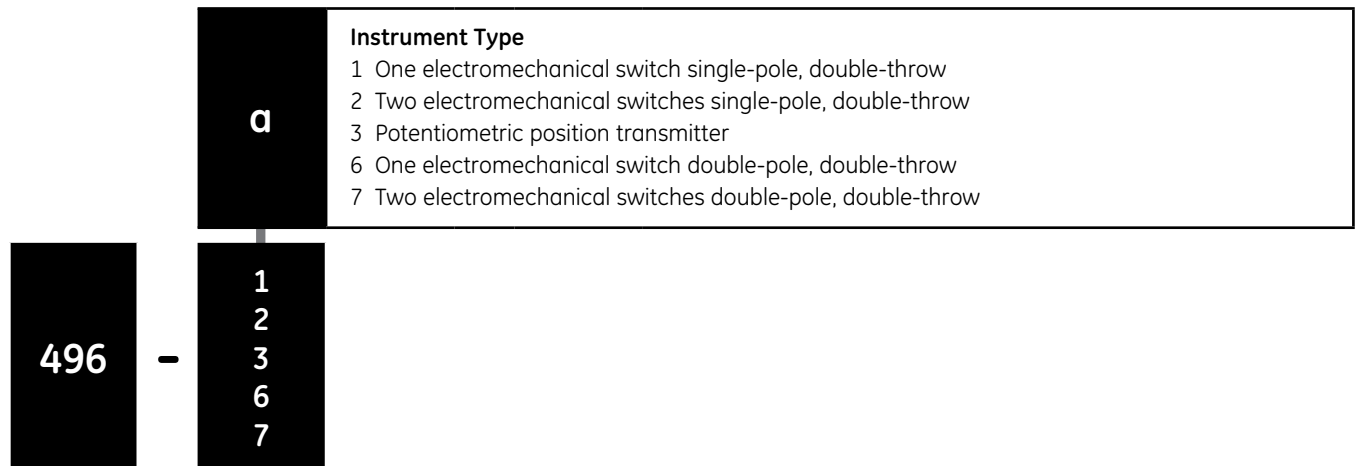 a
Instrument Type
1 One electromechanical switch single-pole, double-throw
2 Two electromechanical switches single-pole, double-throw
3 Potentiometric position transmitter
6 One electromechanical switch double-pole, double-throw
7 Two electromechanical switches double-pole, double-throw
496 -
1
2
3
6
7